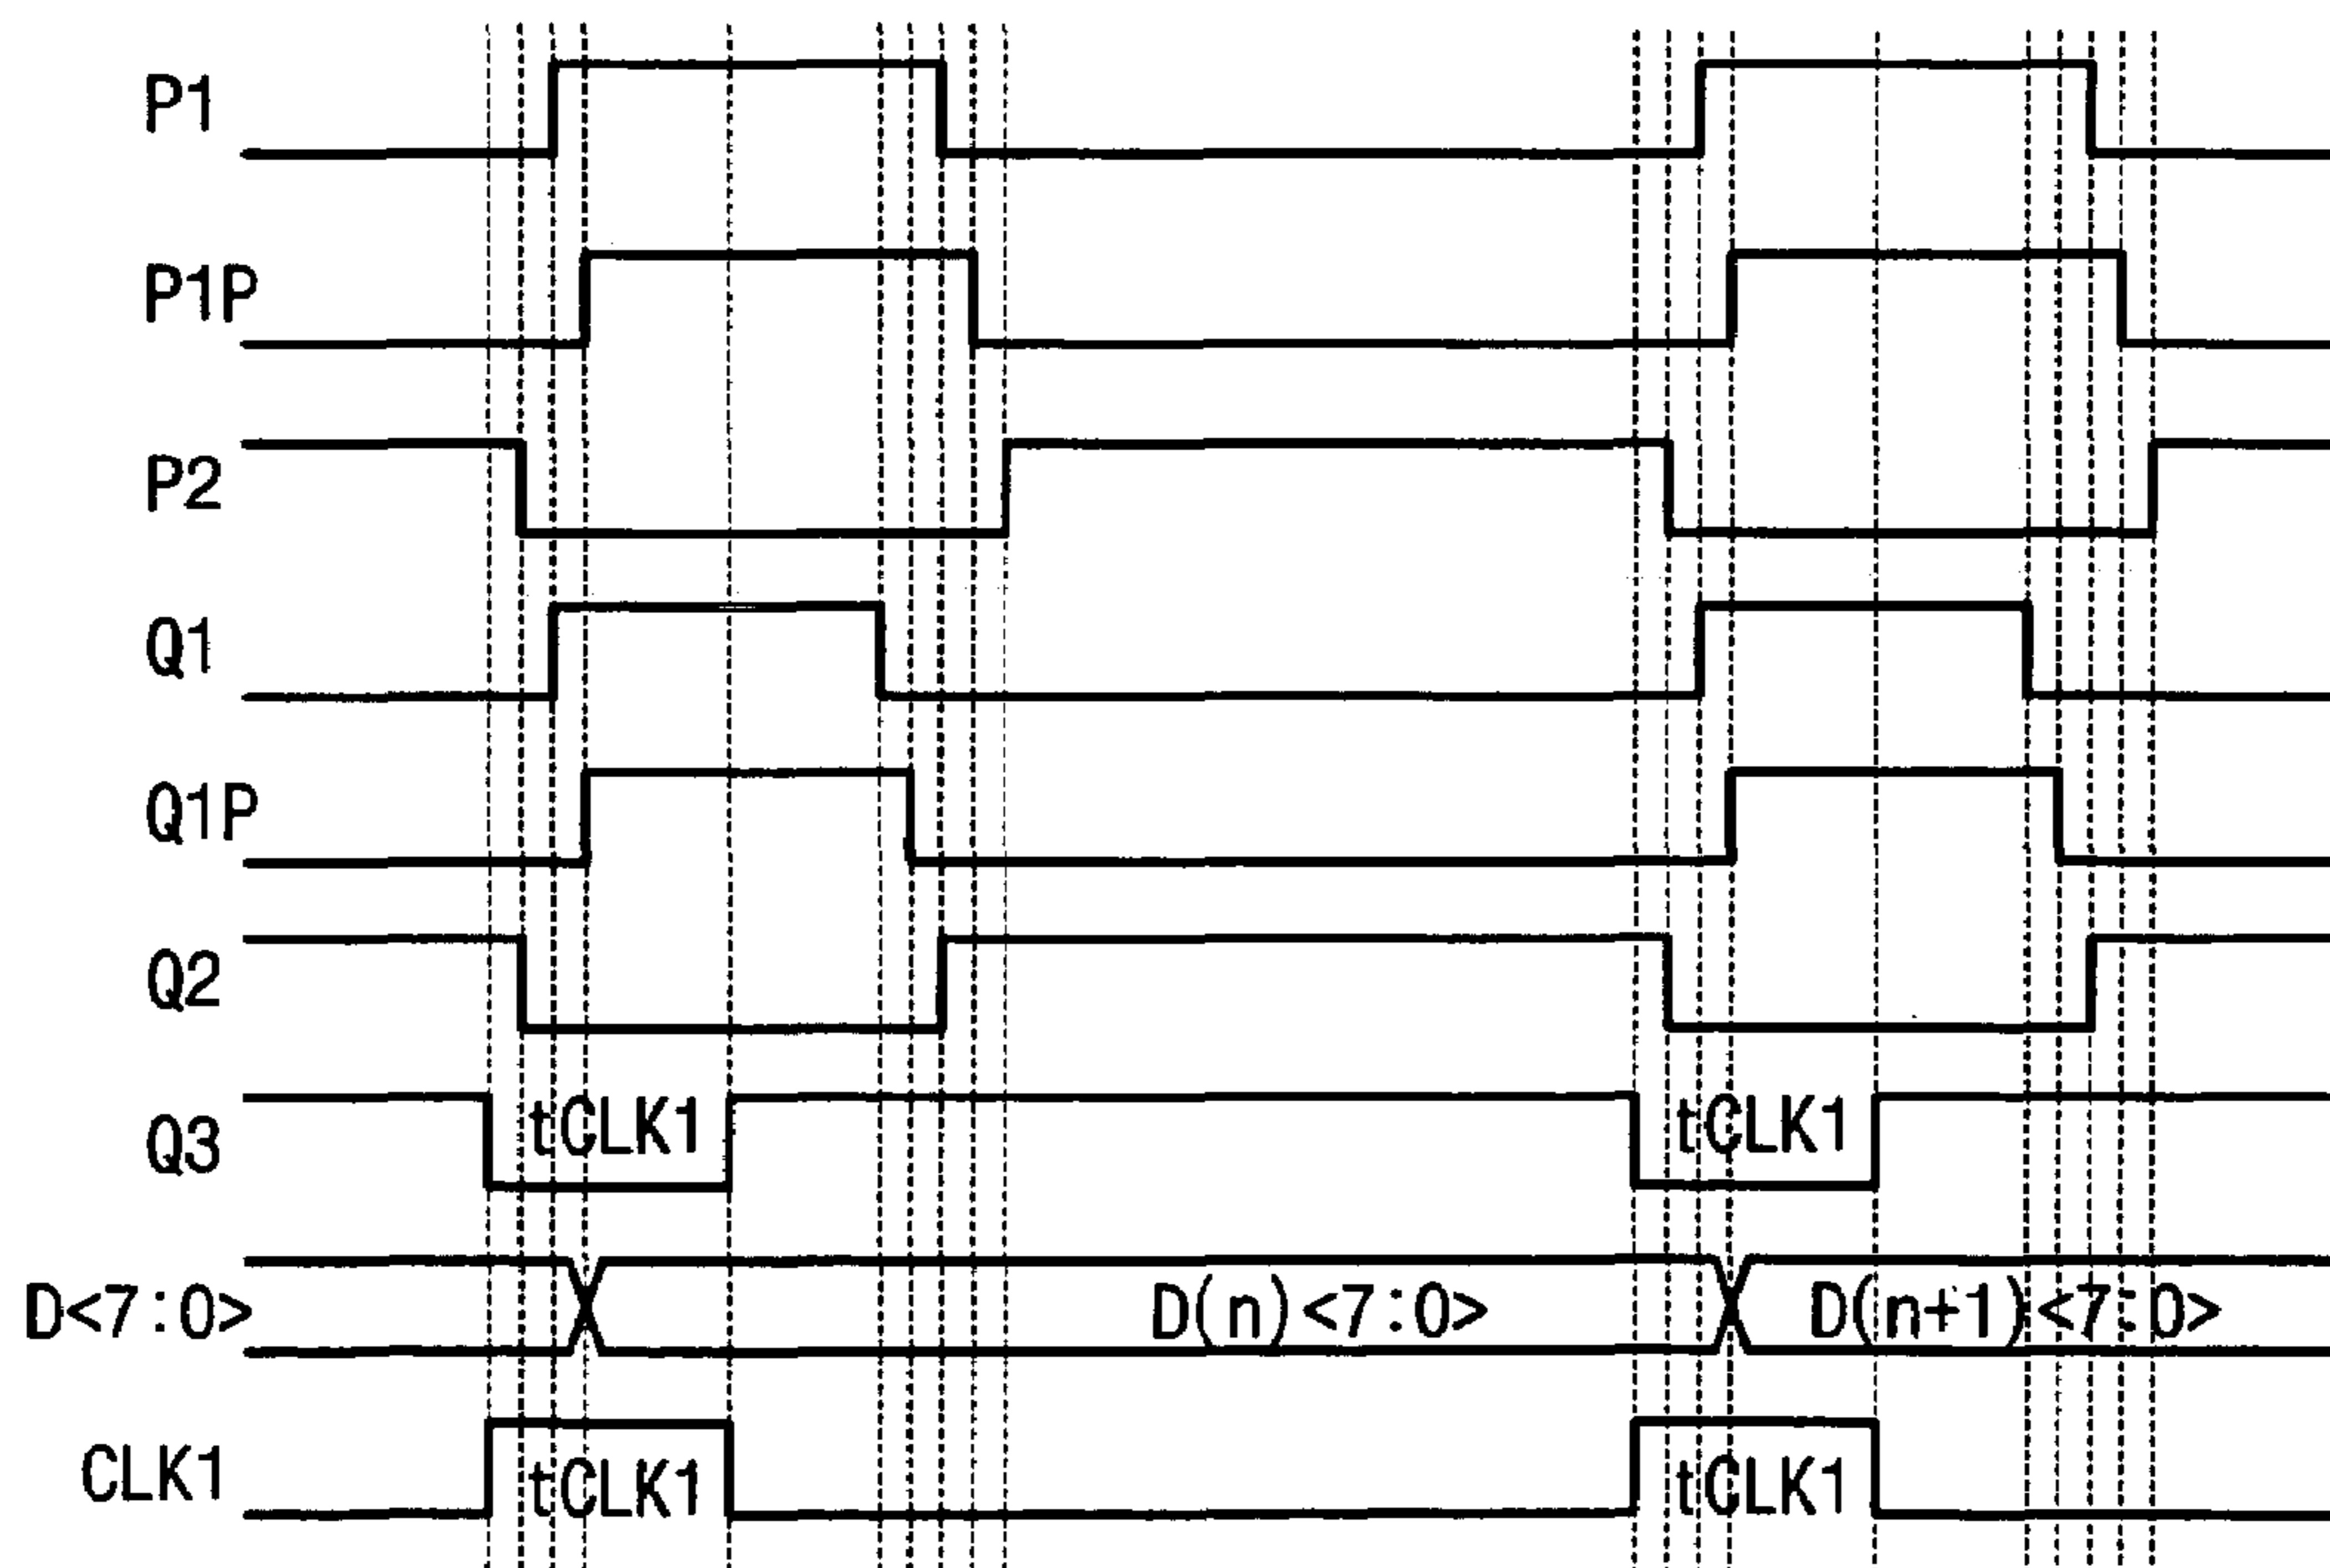 P1
P1P
P2
Q1
Q1P
Q2
Q3 tCLK1 tCLK1
D<7:0> D(n)<7:0> D(n+1)<7:0>
CLK1 tCLK1 tCLK1